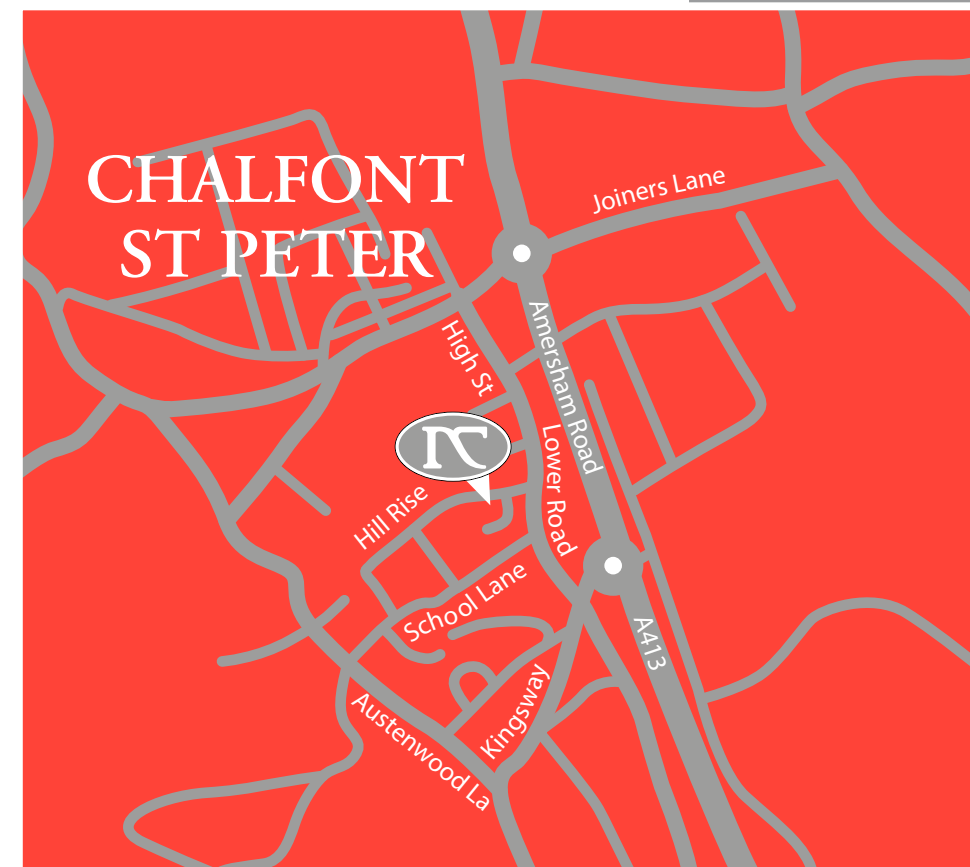 CHALFONT
ST PETER
Joiners Lane
Amersham Road
High St
Lower Road
Hill Rise
School Lane
A413
Kingsway
Austenwood La